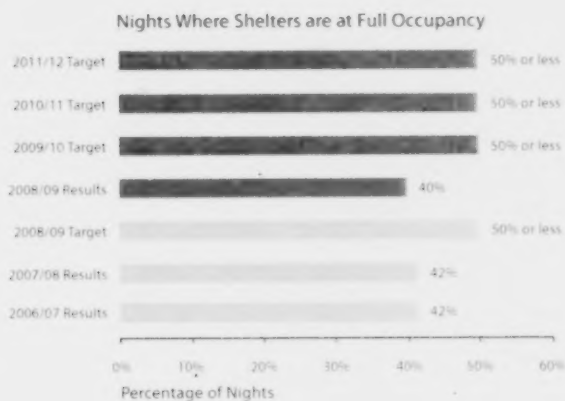 Nights Where Shelters are at Full Occupancy
2011/12 Target 50% or less
2010/11 Target 50% or less
2009/10 Target 50% or less
2008/09 Results 40%
2008/09 Target 50% or less
2007/08 Results 42%
2006/07 Results 42%
0% 10% 20% 30% 40% 50% 60%
Percentage of Nights